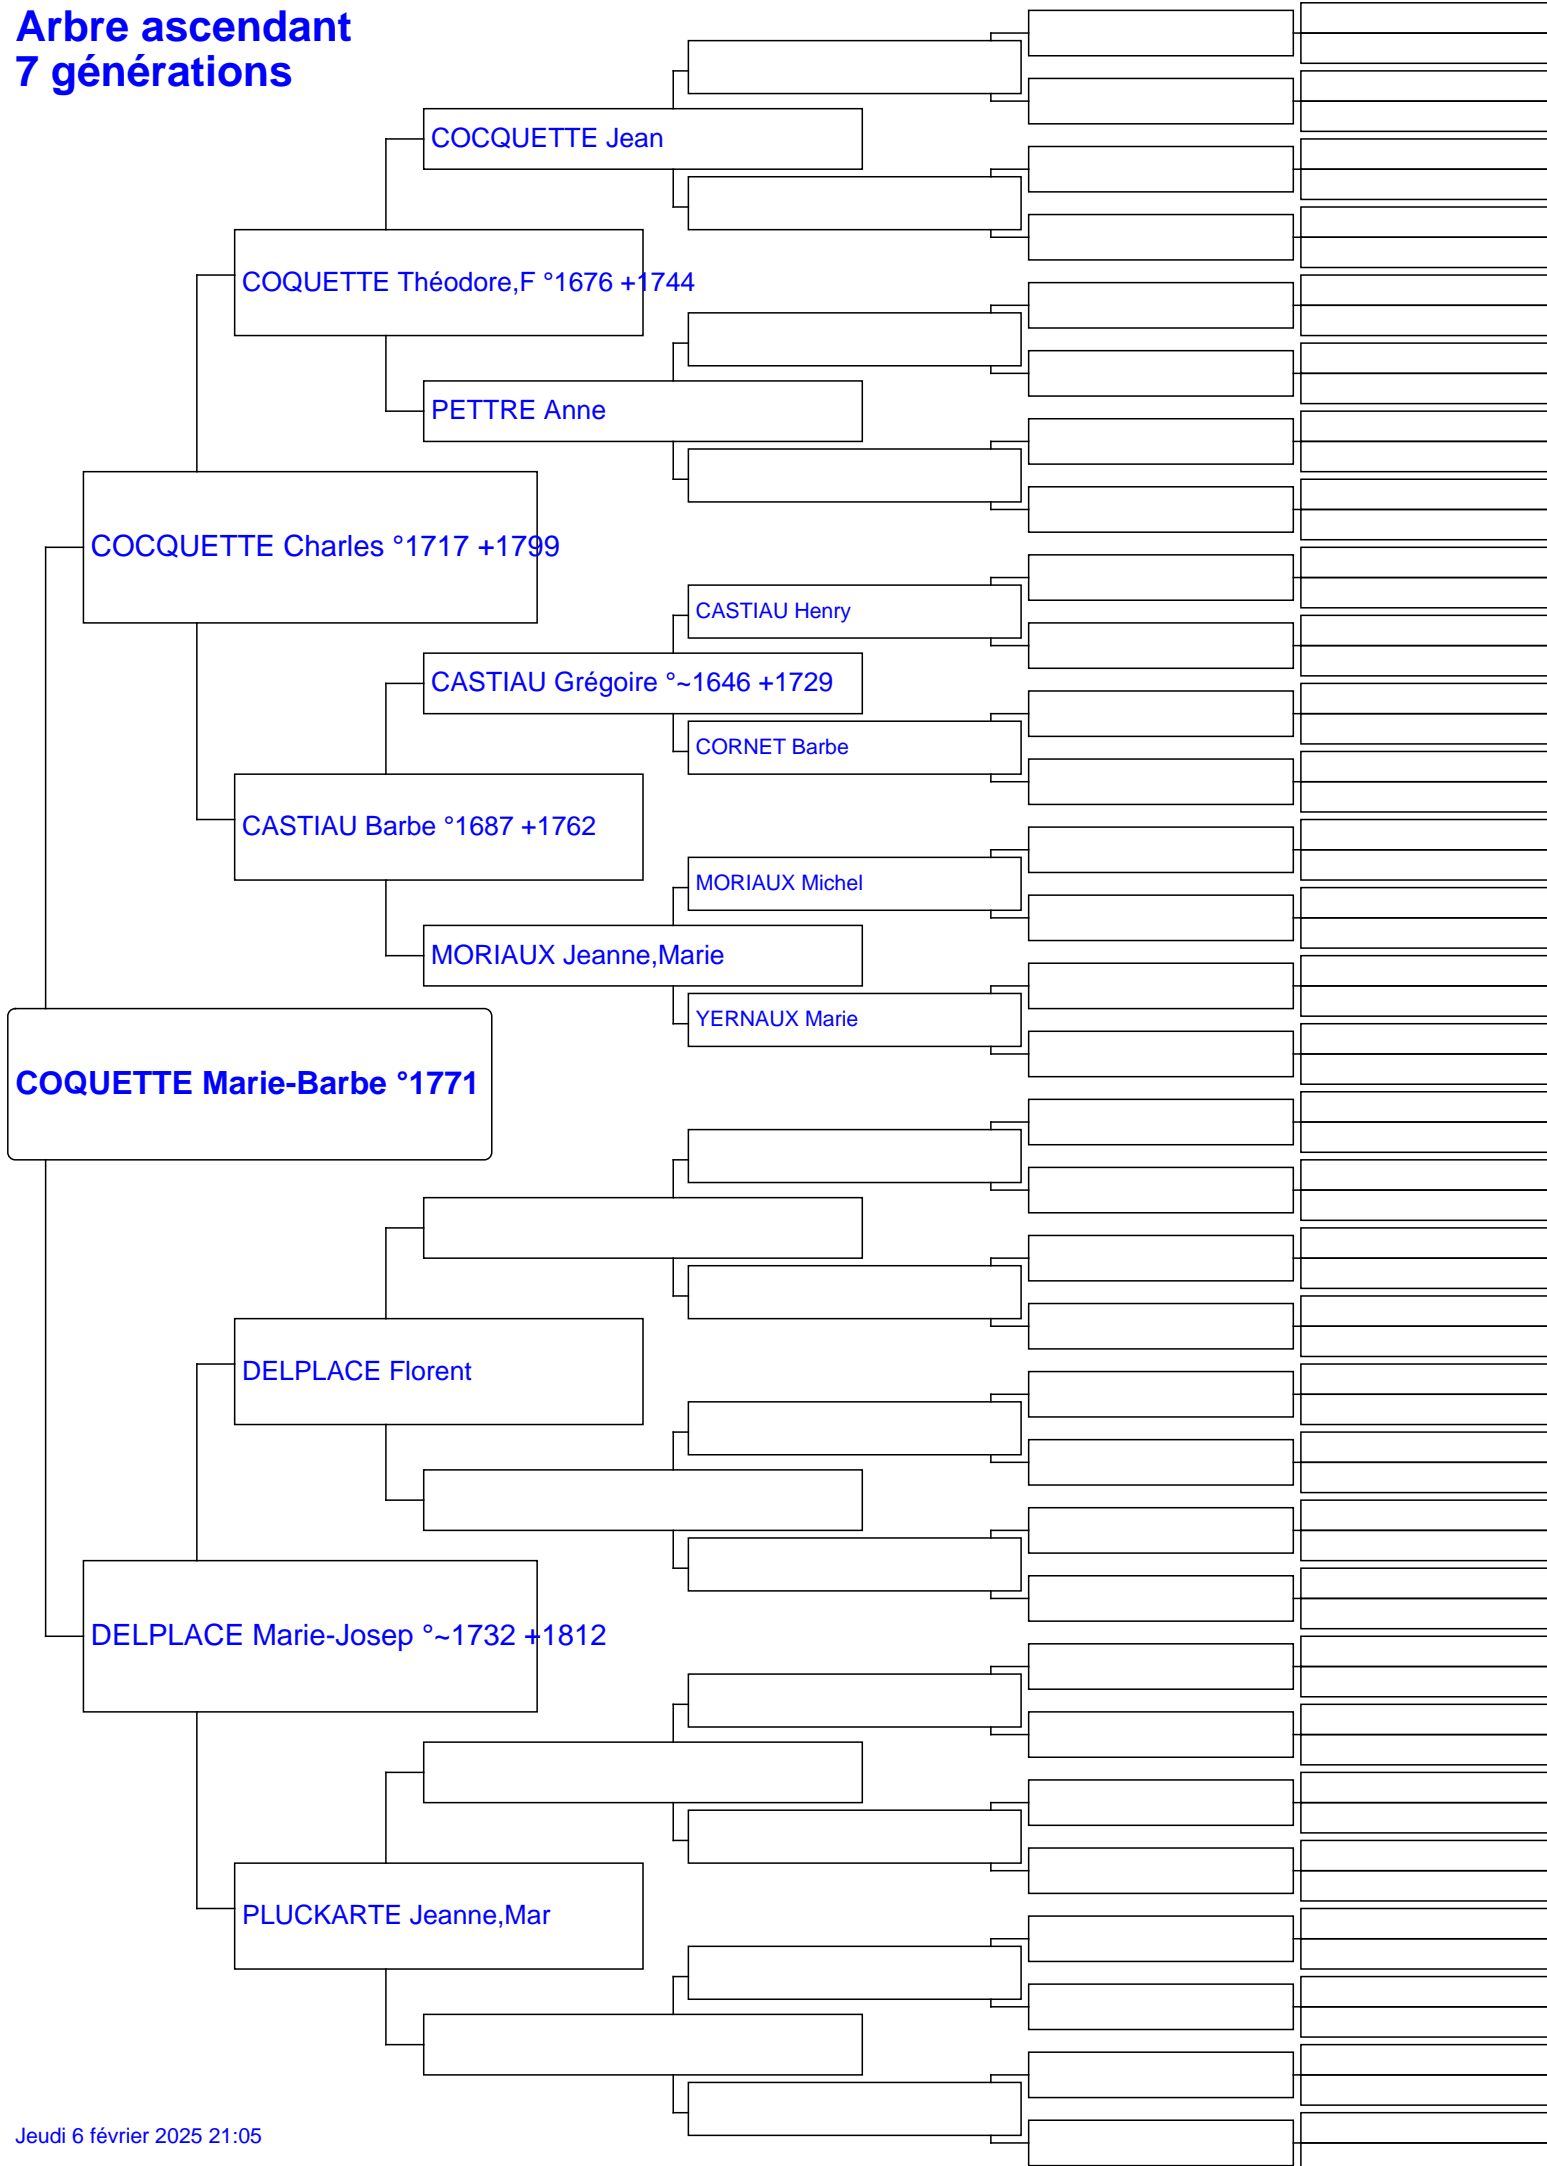 Arbre ascendant
7 générations
COCQUETTE Jean
COQUETTE Théodore,F °1676 +1744
PETTRE Anne
COCQUETTE Charles °1717 +1799
CASTIAU Henry
CASTIAU Grégoire °~1646 +1729
CORNET Barbe
CASTIAU Barbe °1687 +1762
MORIAUX Michel
MORIAUX Jeanne,Marie
YERNAUX Marie
COQUETTE Marie-Barbe °1771
DELPLACE Florent
DELPLACE Marie-Josep °~1732 +1812
PLUCKARTE Jeanne,Mar
Jeudi 6 février 2025 21:05